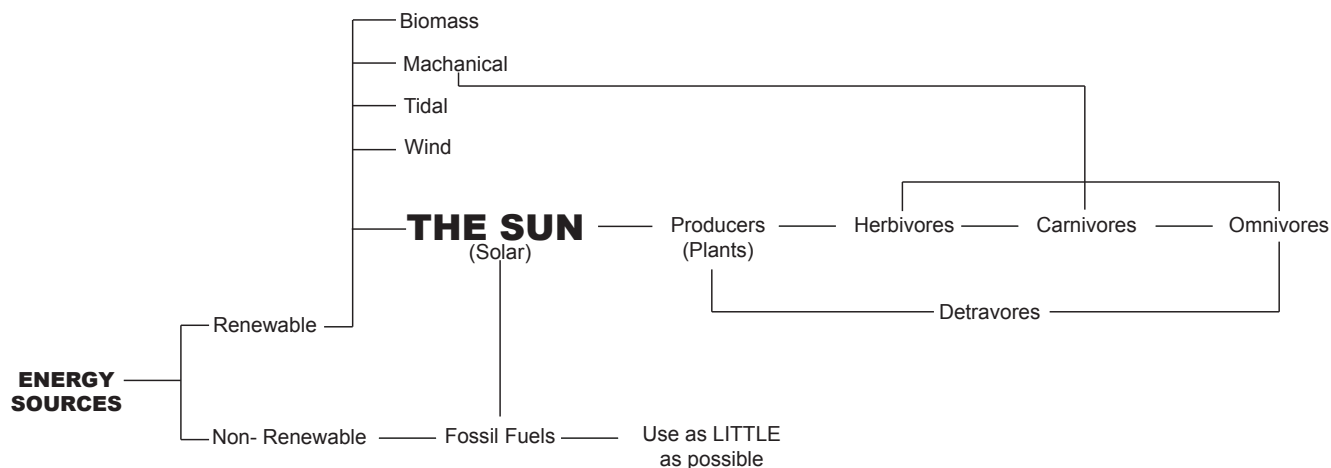 Biomass
Machanical
Tidal
Wind
THE SUN
(Solar)
Producers
(Plants)
Herbivores
Carnivores
Omnivores
Detravores
Renewable
ENERGY
SOURCES
Non- Renewable
Fossil Fuels
Use as LITTLE
as possible